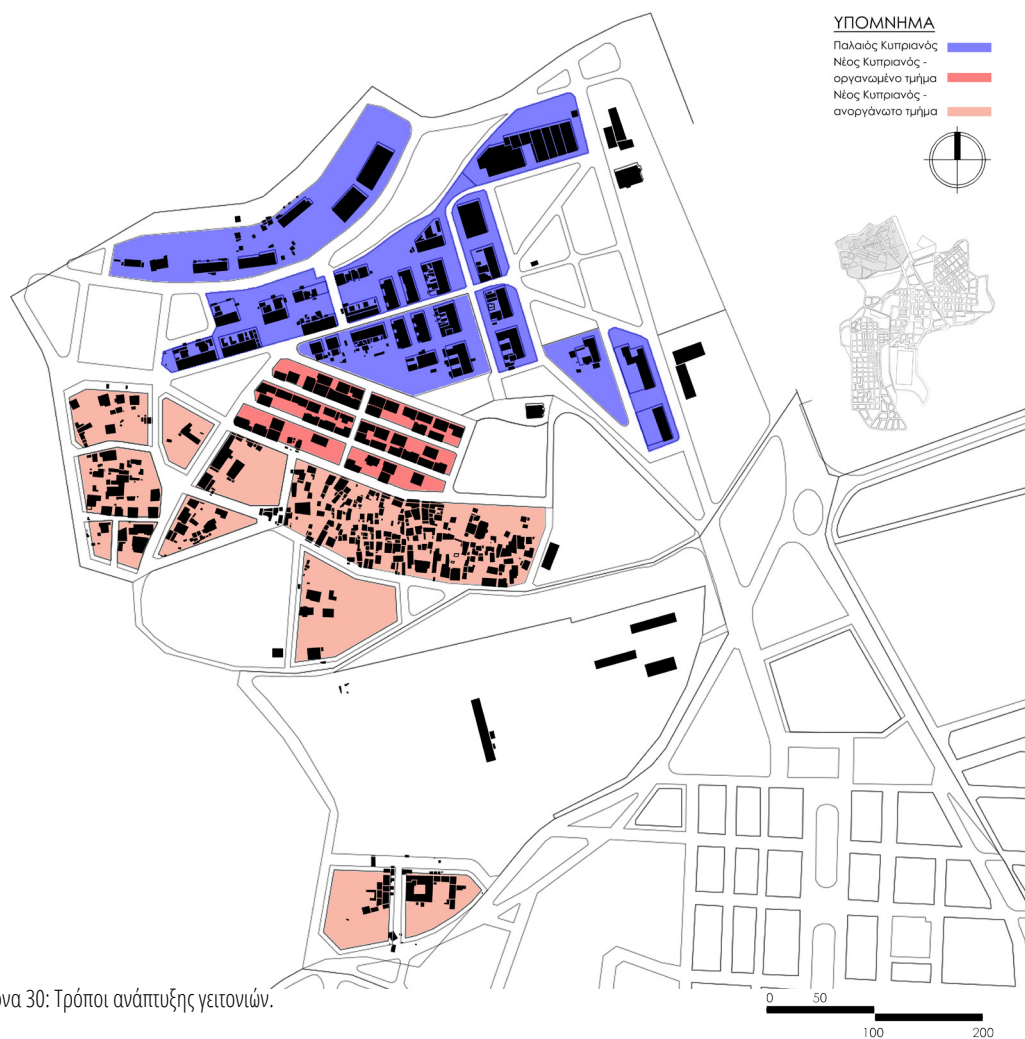 ΥΠΟΜΝΗΜΑ
Παλαιός Κυπριανός
Νέος Κυπριανός -
οργανωμένο τμήμα
Νέος Κυπριανός -
ανοργάνωτο τμήμα
να 30: Τρόποι ανάπτυξης γειτονιών.
0 50
100 200